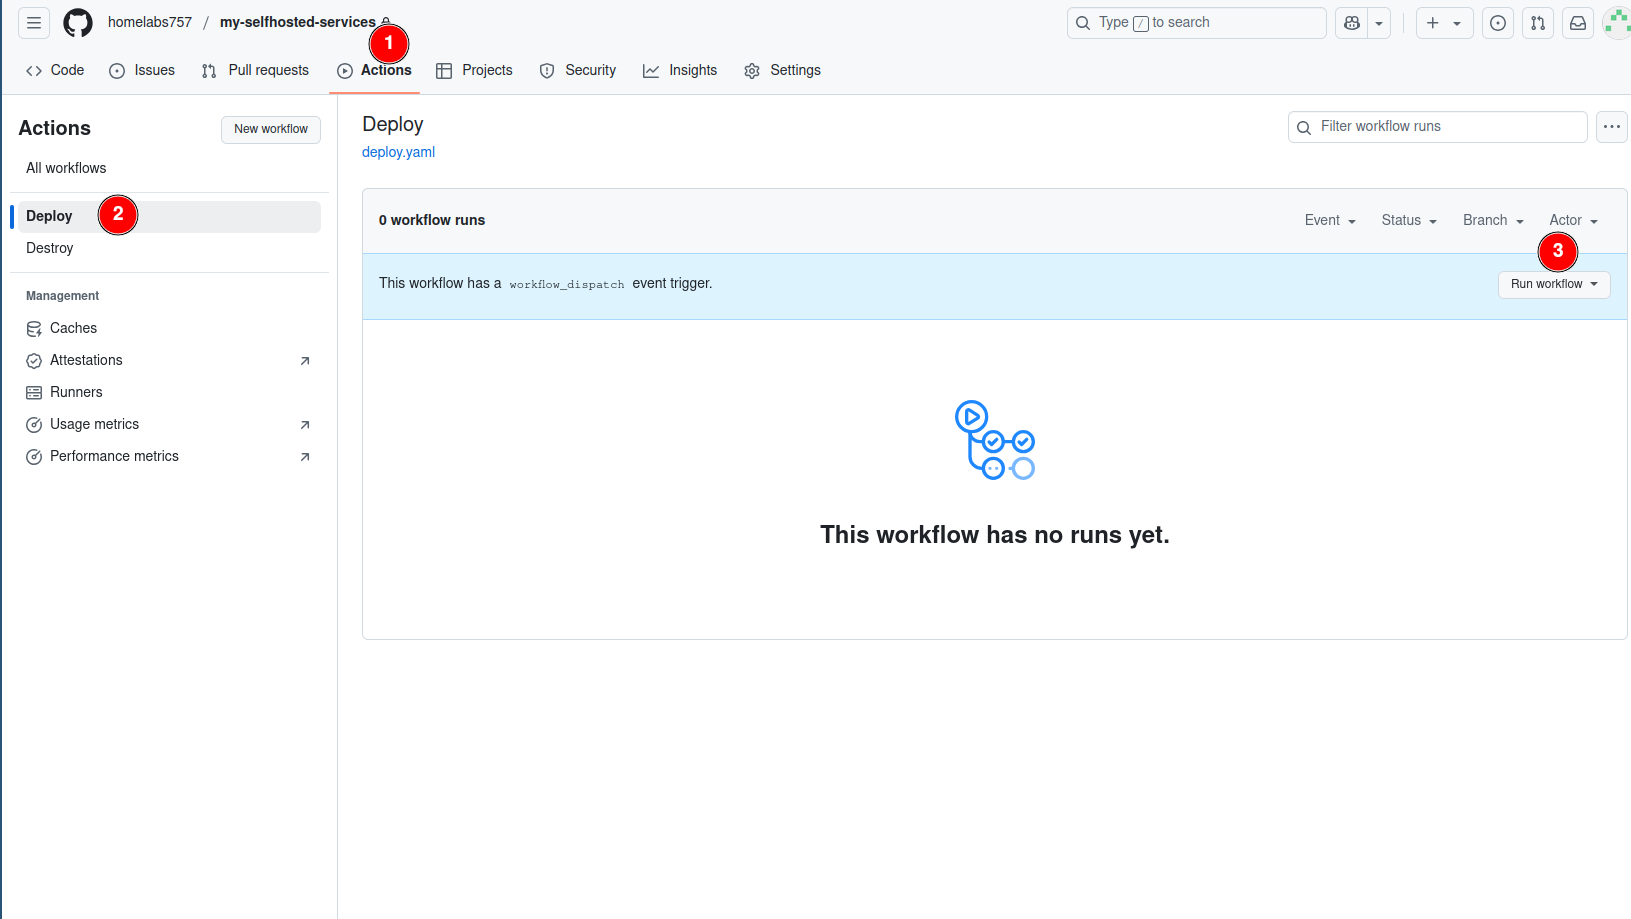 homelabs757 / my-selfhosted-services
Type / to search
1
Code Issues Pull requests Actions Projects Security Insights Settings
Actions
New workflow
All workflows
Deploy 2
Destroy
Management
Caches
Attestations
Runners
Usage metrics
Performance metrics
Deploy
Filter workflow runs
deploy.yaml
0 workflow runs
Event Status Branch Actor
3
This workflow has a workflow_dispatch event trigger.
Run workflow
This workflow has no runs yet.